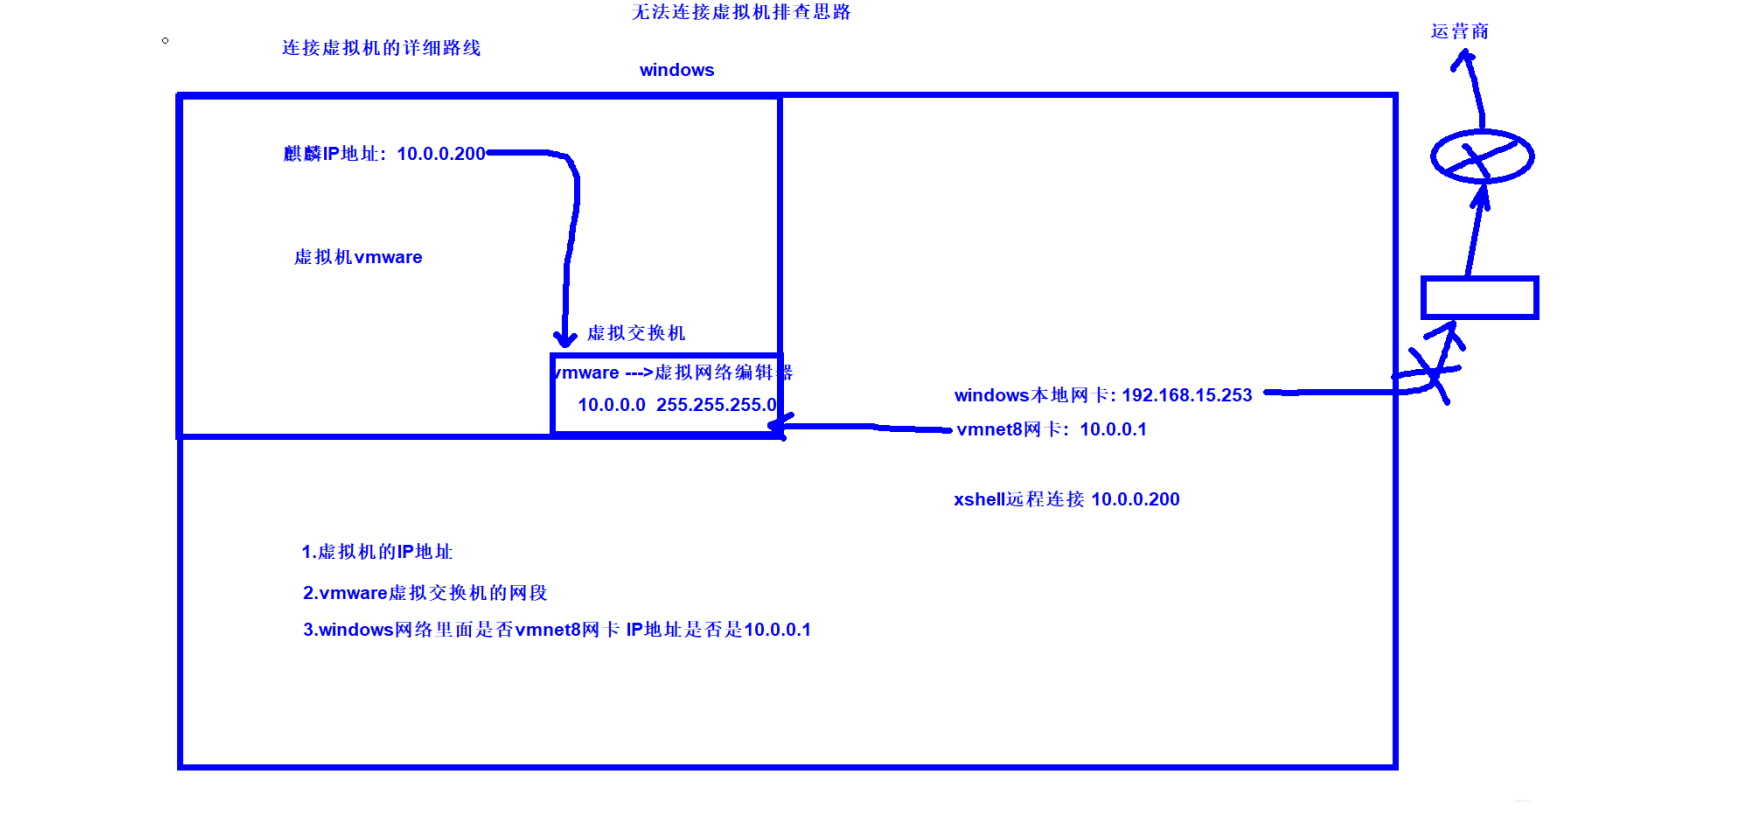 无法连接虚拟机排查思路
运营商
连接虚拟机的详细路线
windows
麒麟IP地址：10.0.0.200
虚拟机vmware
虚拟交换机
vmware --->虚拟网络编辑器
10.0.0.0 255.255.255.0
windows本地网卡：192.168.15.253
vmnet8网卡：10.0.0.1
xshell远程连接 10.0.0.200
1.虚拟机的IP地址
2.vmware虚拟交换机的网段
3.windows网络里面是否vmnet8网卡 IP地址是否是10.0.0.1